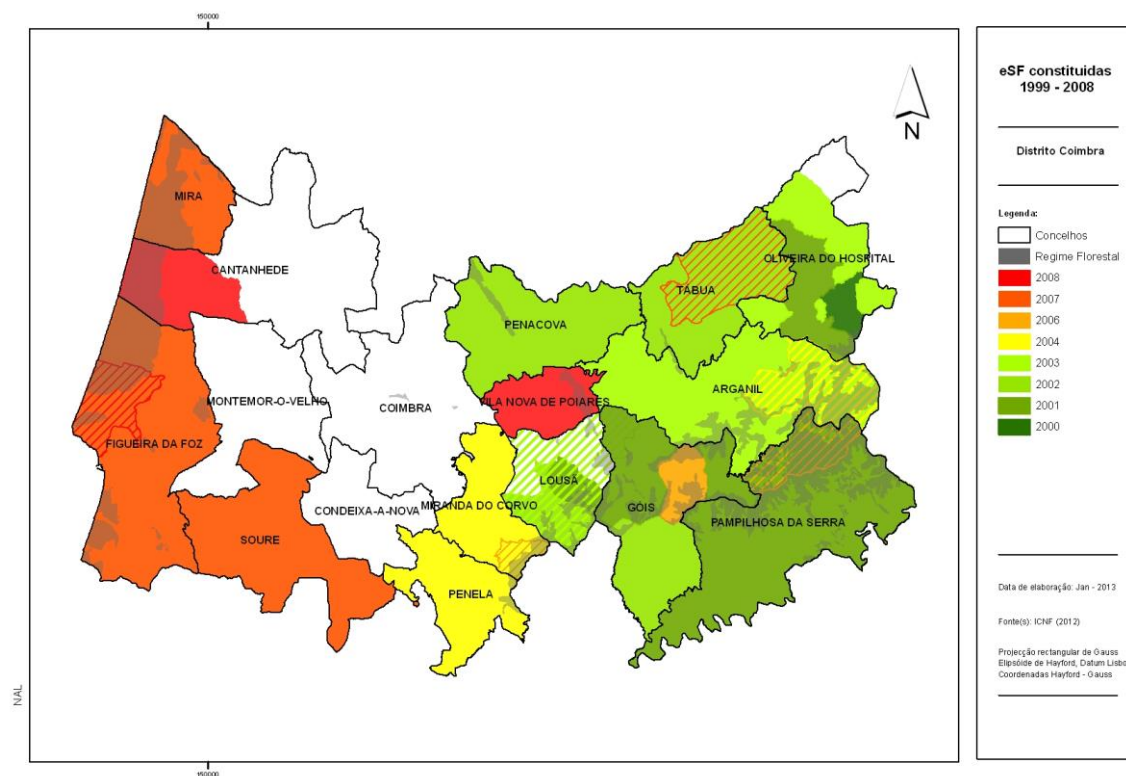 150000
N
MIRA
CANTANHEDE
OLIVEIRA DO HOSPITAL
TÁBUA
PENACOVA
ARGANIL
MONTEMOR-O-VELHO
COIMBRA
VILA NOVA DE POIARES
FIGUEIRA DA FOZ
LOUSÃ
MIRANDA DO CORVO
GÓIS
CONDEIXA-A-NOVA
PAMPILHOSA DA SERRA
SOURE
PENELA
NAL
150000
eSF constituidas
1999 - 2008
Distrito Coimbra
Legenda:
Concelhos
Regime Florestal
2008
2007
2006
2004
2003
2002
2001
2000
Data de elaboração: Jan - 2013
Fonte(s): ICNF (2012)
Projecção rectangular de Gauss
Elipsóide de Hayford, Datum Lisbo
Coordenadas Hayford - Gauss